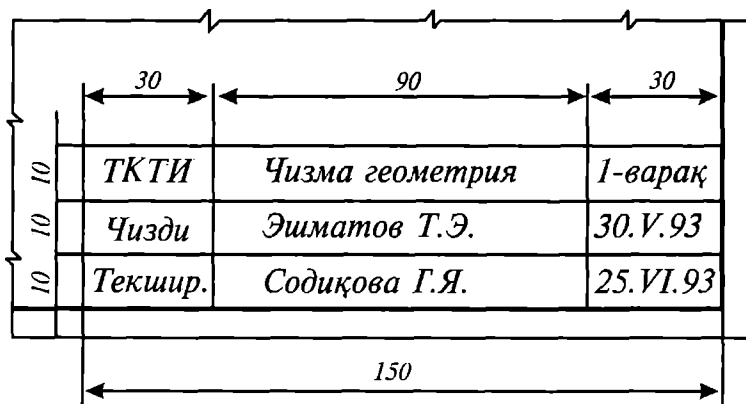 30 90 30
10 ТКТИ Чизма геометрия 1-варақ
10 Чизди Эшматов Т.Э. 30.V.93
10 Текшир. Содиқова Г.Я. 25.VI.93
150